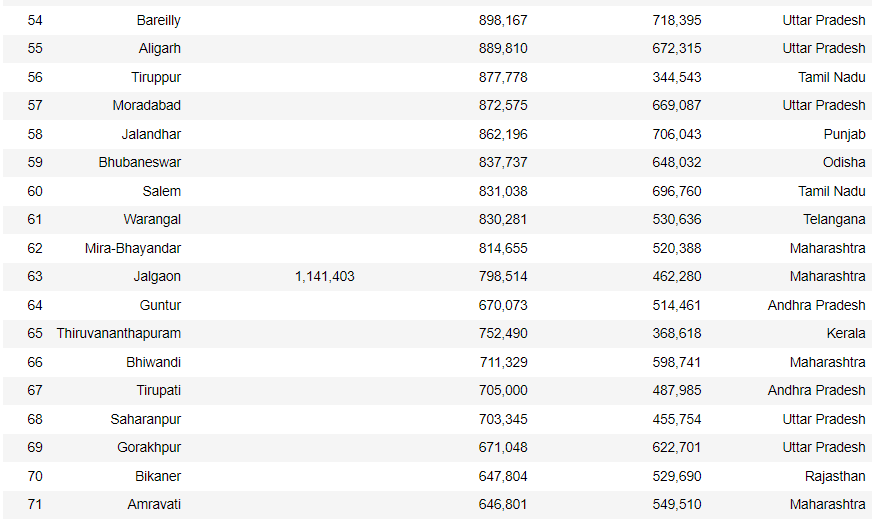 54 Bareilly 898,167 718,395 Uttar Pradesh
55 Aligarh 889,810 672,315 Uttar Pradesh
56 Tiruppur 877,778 344,543 Tamil Nadu
57 Moradabad 872,575 669,087 Uttar Pradesh
58 Jalandhar 862,196 706,043 Punjab
59 Bhubaneswar 837,737 648,032 Odisha
60 Salem 831,038 696,760 Tamil Nadu
61 Warangal 830,281 530,636 Telangana
62 Mira-Bhayandar 814,655 520,388 Maharashtra
63 Jalgaon 1,141,403 798,514 462,280 Maharashtra
64 Guntur 670,073 514,461 Andhra Pradesh
65 Thiruvananthapuram 752,490 368,618 Kerala
66 Bhiwandi 711,329 598,741 Maharashtra
67 Tirupati 705,000 487,985 Andhra Pradesh
68 Saharanpur 703,345 455,754 Uttar Pradesh
69 Gorakhpur 671,048 622,701 Uttar Pradesh
70 Bikaner 647,804 529,690 Rajasthan
71 Amravati 646,801 549,510 Maharashtra